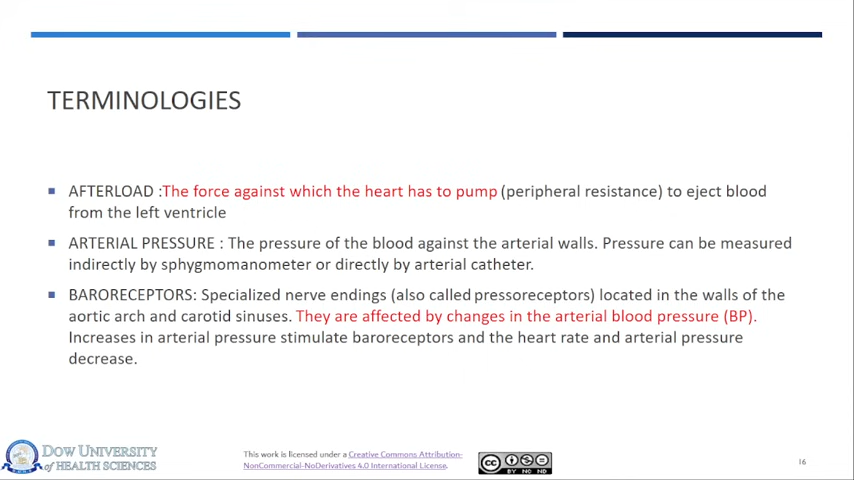 TERMINOLOGIES
AFTERLOAD :The force against which the heart has to pump (peripheral resistance) to eject blood
from the left ventricle
ARTERIAL PRESSURE : The pressure of the blood against the arterial walls. Pressure can be measured
indirectly by sphygmomanometer or directly by arterial catheter.
BARORECEPTORS: Specialized nerve endings (also called pressoreceptors) located in the walls of the
aortic arch and carotid sinuses. They are affected by changes in the arterial blood pressure (BP).
Increases in arterial pressure stimulate baroreceptors and the heart rate and arterial pressure
decrease.
DOW UNIVERSITY
of HEALTH SCIENCES
This work is licensed under a Creative Commons Attribution-
NonCommercial-NoDerivatives 4.0 International License.
cc
BY NC ND
16